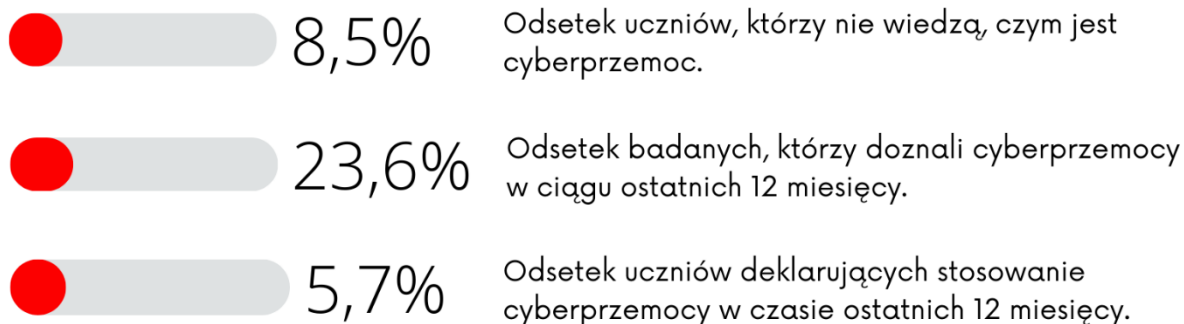 8,5%
Odsetek uczniów, którzy nie wiedzą, czym jest
cyberprzemoc.
23,6%
Odsetek badanych, którzy doznali cyberprzemocy
w ciągu ostatnich 12 miesięcy.
5,7%
Odsetek uczniów deklarujących stosowanie
cyberprzemocy w czasie ostatnich 12 miesięcy.